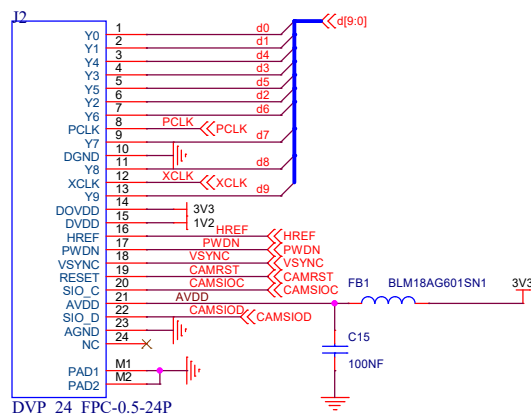 J2
Y0 1 d0 d[9:0]
Y1 2 d1
Y4 3 d4
Y3 4 d3
Y5 5 d5
Y2 6 d2
Y6 7 d6
PCLK 8 PCLK PCLK
Y7 9 d7
DGND 10
Y8 11 d8
XCLK 12 XCLK XCLK
Y9 13 d9
DOVDD 14 3V3
DVDD 15 1V2
HREF 16 HREF HREF
PWDN 17 PWDN PWDN
VSYNC 18 VSYNC VSYNC
RESET 19 CAMRST CAMRST
SIO_C 20 CAMSIOC CAMSIOC
FB1 BLM18AG601SN1 3V3
AVDD 21 AVDD
SIO_D 22 CAMSIOD CAMSIOD
AGND 23
NC 24
C15
100NF
PAD1 M1
PAD2 M2
DVP_24_FPC-0.5-24P